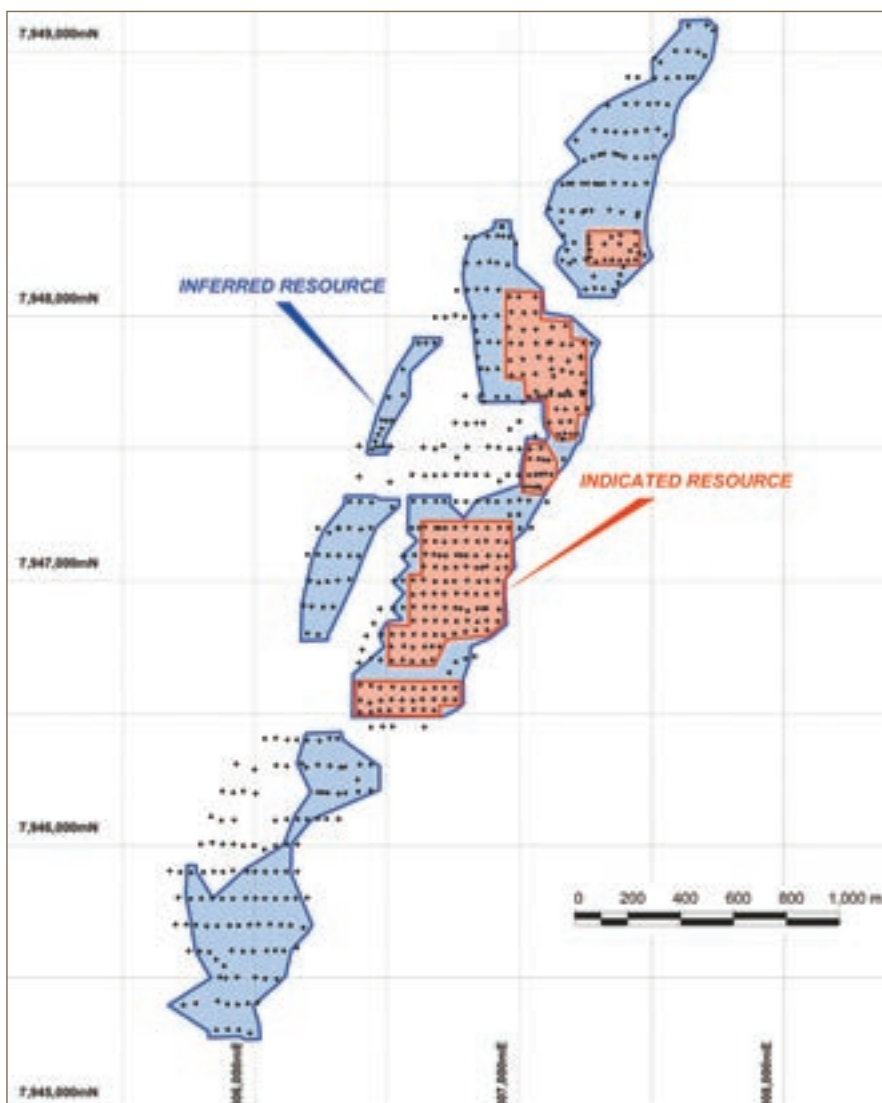 7,949,000mN
7,948,000mN
INFERRED RESOURCE
INDICATED RESOURCE
7,947,000mN
7,946,000mN
0 200 400 600 800 1,000 m
7,945,000mN